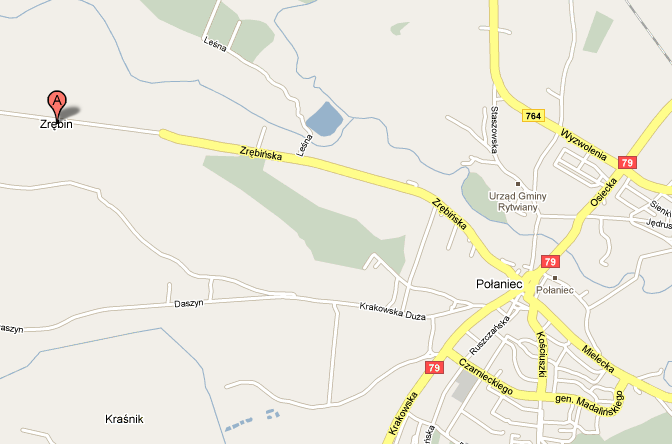 Leśna
A
Zrębin
Leśna
Zrębińska
Staszowska
764
Wyzwolenia
79
Osiecka
Urząd Gminy
Rytwiany
Sienk
Jędrus
Zrębińska
79
Połaniec
Połaniec
Daszyn
Daszyn
Krakowska Duża
Ruszczańska
Kościuszki
Mielecka
79
Czarnieckiego
gen. Madalińskiego
Krakowska
Kraśnik